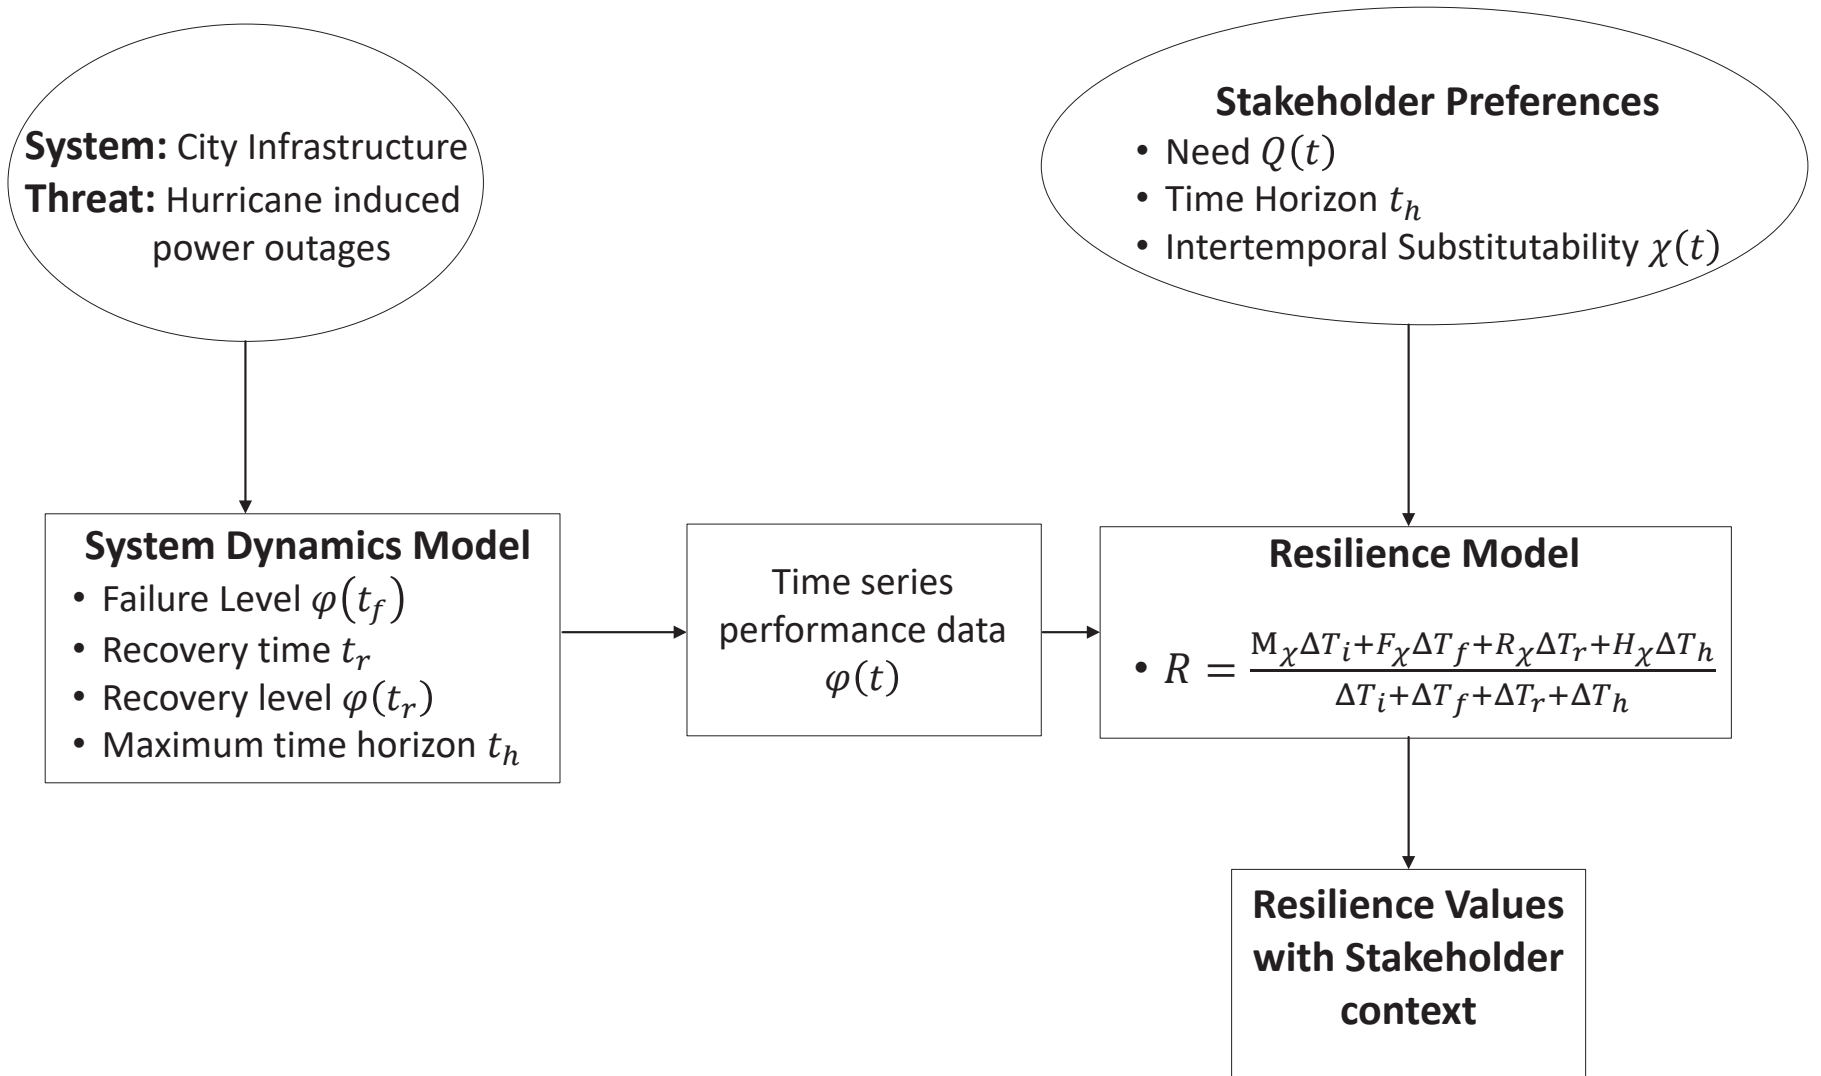 System: City Infrastructure
Threat: Hurricane induced
power outages
Stakeholder Preferences
• Need Q(t)
• Time Horizon t_h
• Intertemporal Substitutability χ(t)
System Dynamics Model
• Failure Level φ(t_f)
• Recovery time t_r
• Recovery level φ(t_r)
• Maximum time horizon t_h
Time series
performance data
φ(t)
Resilience Model
• R = \frac{M_χΔT_i+F_χΔT_f+R_χΔT_r+H_χΔT_h}{ΔT_i+ΔT_f+ΔT_r+ΔT_h}
Resilience Values
with Stakeholder
context